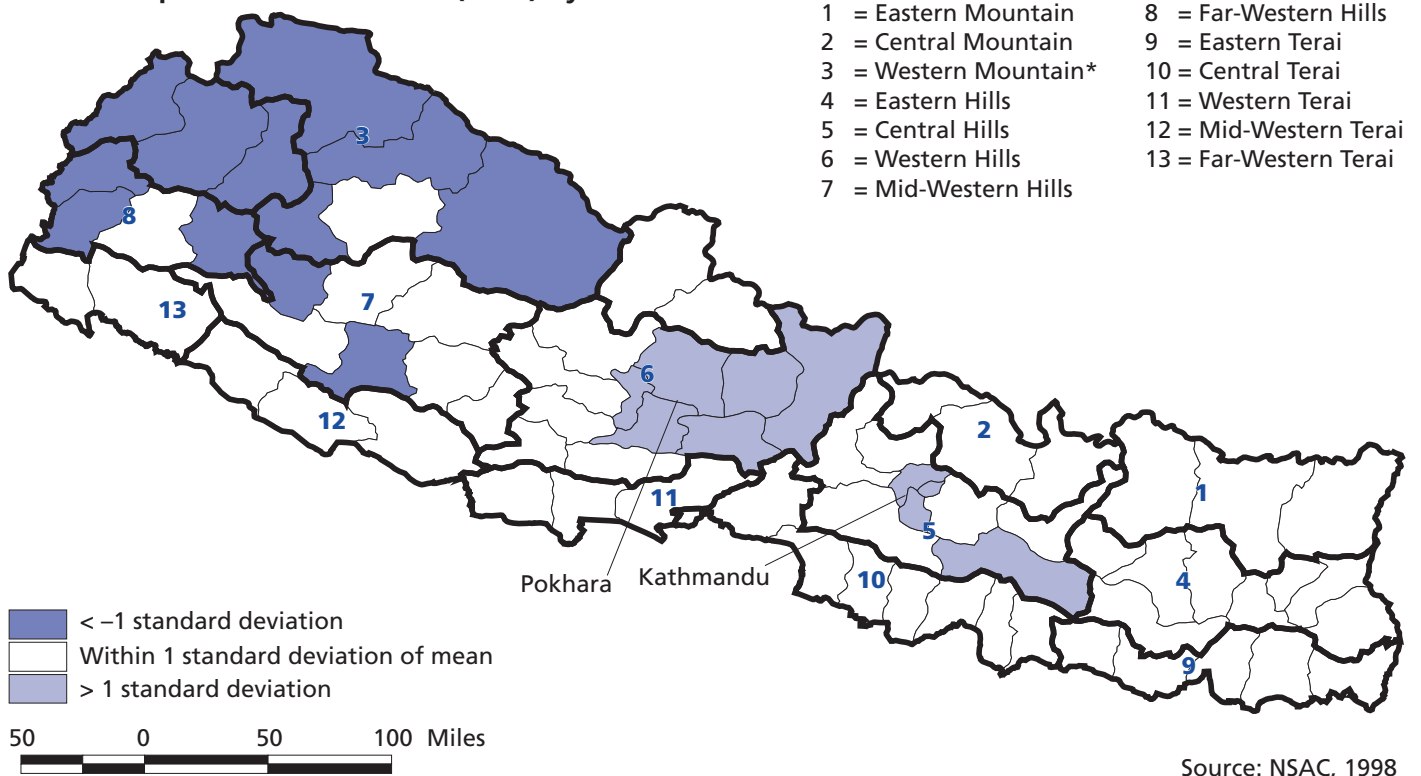 1 = Eastern Mountain
2 = Central Mountain
3 = Western Mountain*
4 = Eastern Hills
5 = Central Hills
6 = Western Hills
7 = Mid-Western Hills
8 = Far-Western Hills
9 = Eastern Terai
10 = Central Terai
11 = Western Terai
12 = Mid-Western Terai
13 = Far-Western Terai
3
8
7
13
6
12
2
11
1
5
Pokhara
Kathmandu
10
4
9
< –1 standard deviation
Within 1 standard deviation of mean
> 1 standard deviation
50 0 50 100 Miles
Source: NSAC, 1998